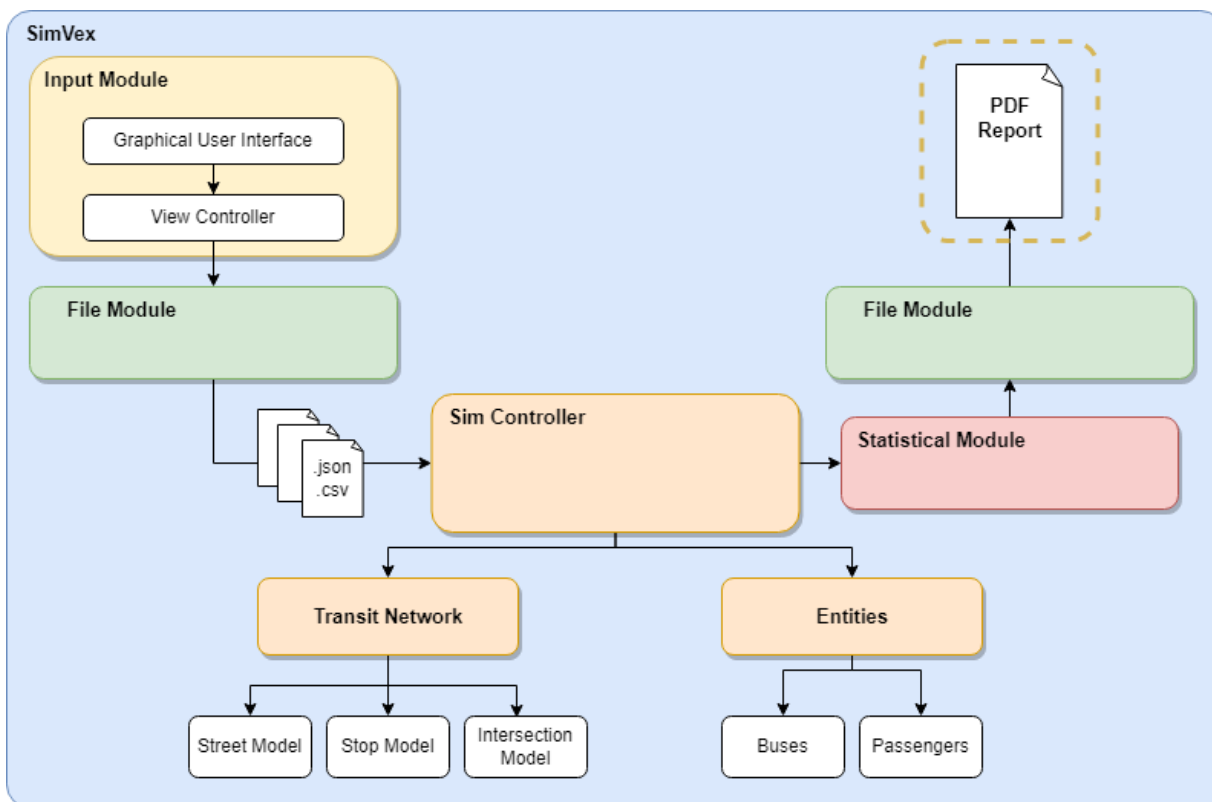 SimVex
Input Module
Graphical User Interface
View Controller
File Module
.json
.csv
Sim Controller
Transit Network
Street Model
Stop Model
Intersection
Model
Entities
Buses
Passengers
Statistical Module
File Module
PDF
Report